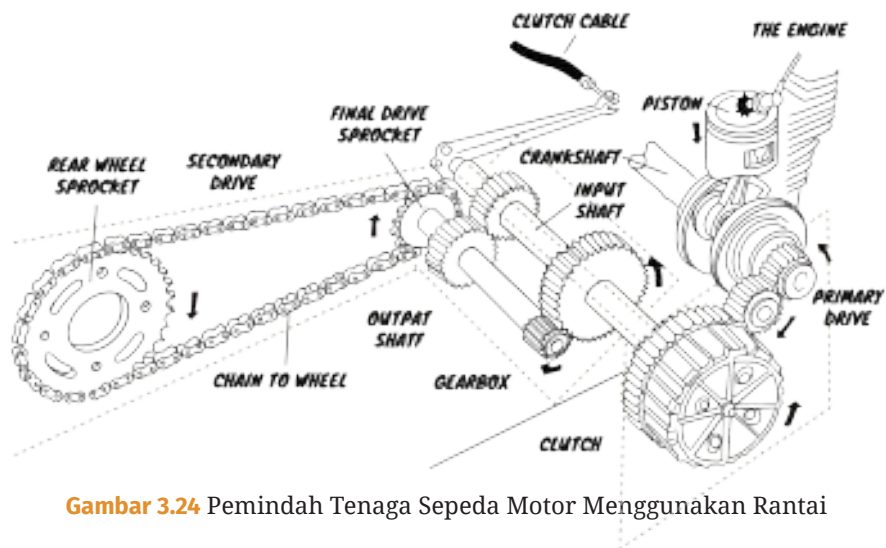 CLUTCH CABLE
THE ENGINE
PISTON
FINAL DRIVE
SPROCKET
CRANKSHAFT
REAR WHEEL
SPROCKET
SECONDARY
DRIVE
INPUT
SHAFT
PRIMARY
DRIVE
OUTPAT
SHAFT
CHAIN TO WHEEL
GEARBOX
CLUTCH
Gambar 3.24 Pemindah Tenaga Sepeda Motor Menggunakan Rantai